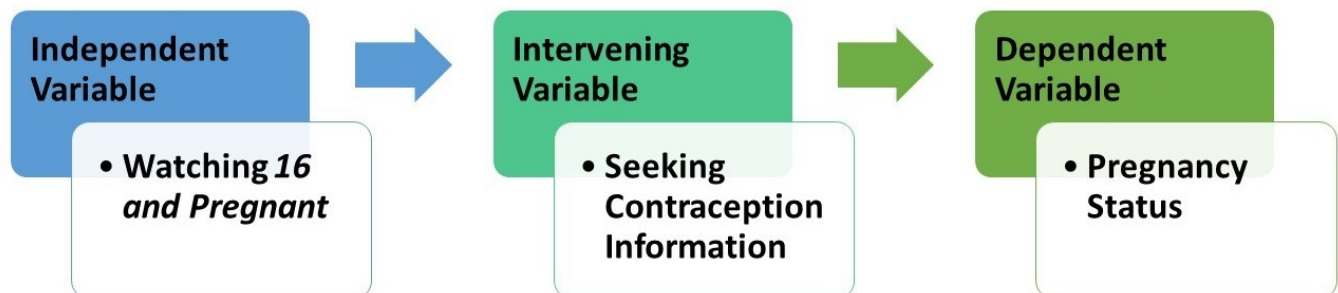 Independent
Variable
• Watching 16
and Pregnant
Intervening
Variable
• Seeking
Contraception
Information
Dependent
Variable
• Pregnancy
Status